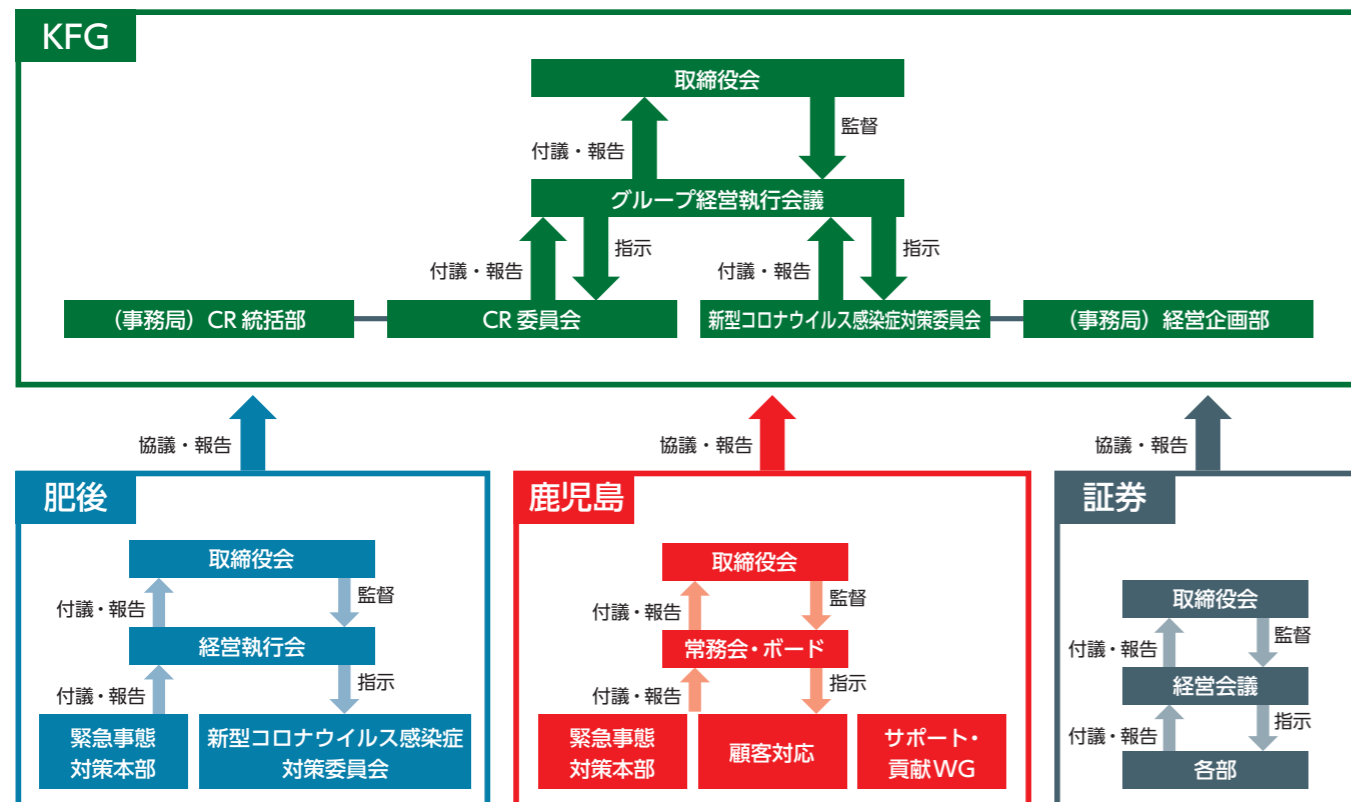 KFG
取締役会
付議・報告
監督
グループ経営執行会議
付議・報告
指示
付議・報告
指示
(事務局) CR 統括部
CR 委員会
新型コロナウイルス感染症対策委員会
(事務局) 経営企画部
協議・報告
協議・報告
協議・報告
肥後
取締役会
付議・報告
監督
経営執行会
付議・報告
指示
緊急事態
対策本部
新型コロナウイルス感染症
対策委員会
鹿児島
取締役会
付議・報告
監督
常務会・ボード
付議・報告
指示
緊急事態
対策本部
顧客対応
サポート・
貢献WG
証券
取締役会
付議・報告
監督
経営会議
付議・報告
指示
各部